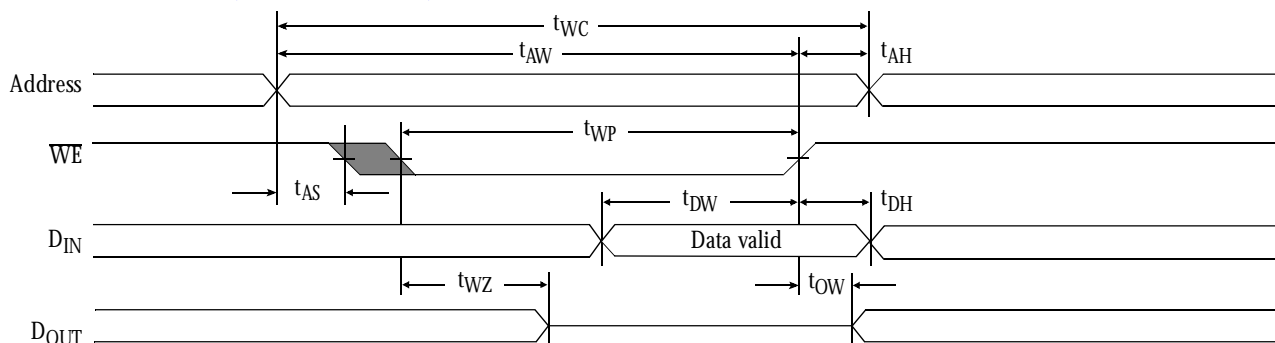 tWC
tAW
tAH
Address
tWP
WE
tAS
tDW
tDH
DIN
Data valid
tWZ
tOW
DOUT